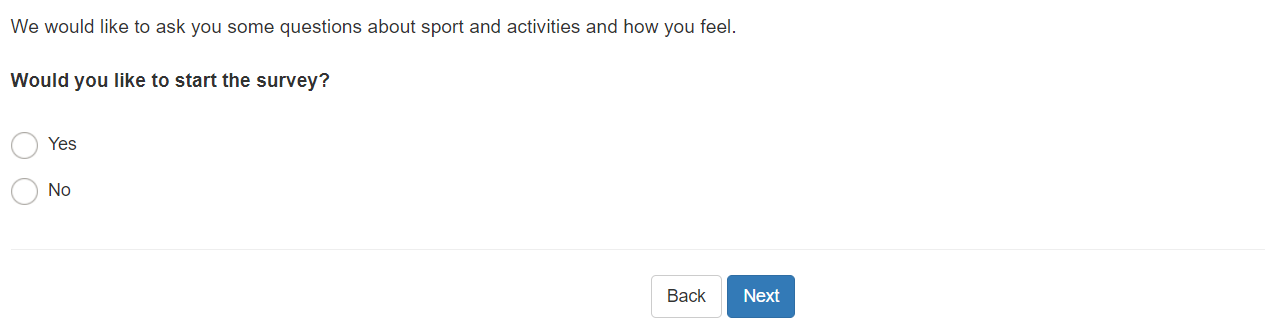 We would like to ask you some questions about sport and activities and how you feel.
Would you like to start the survey?
Yes
No
Back
Next